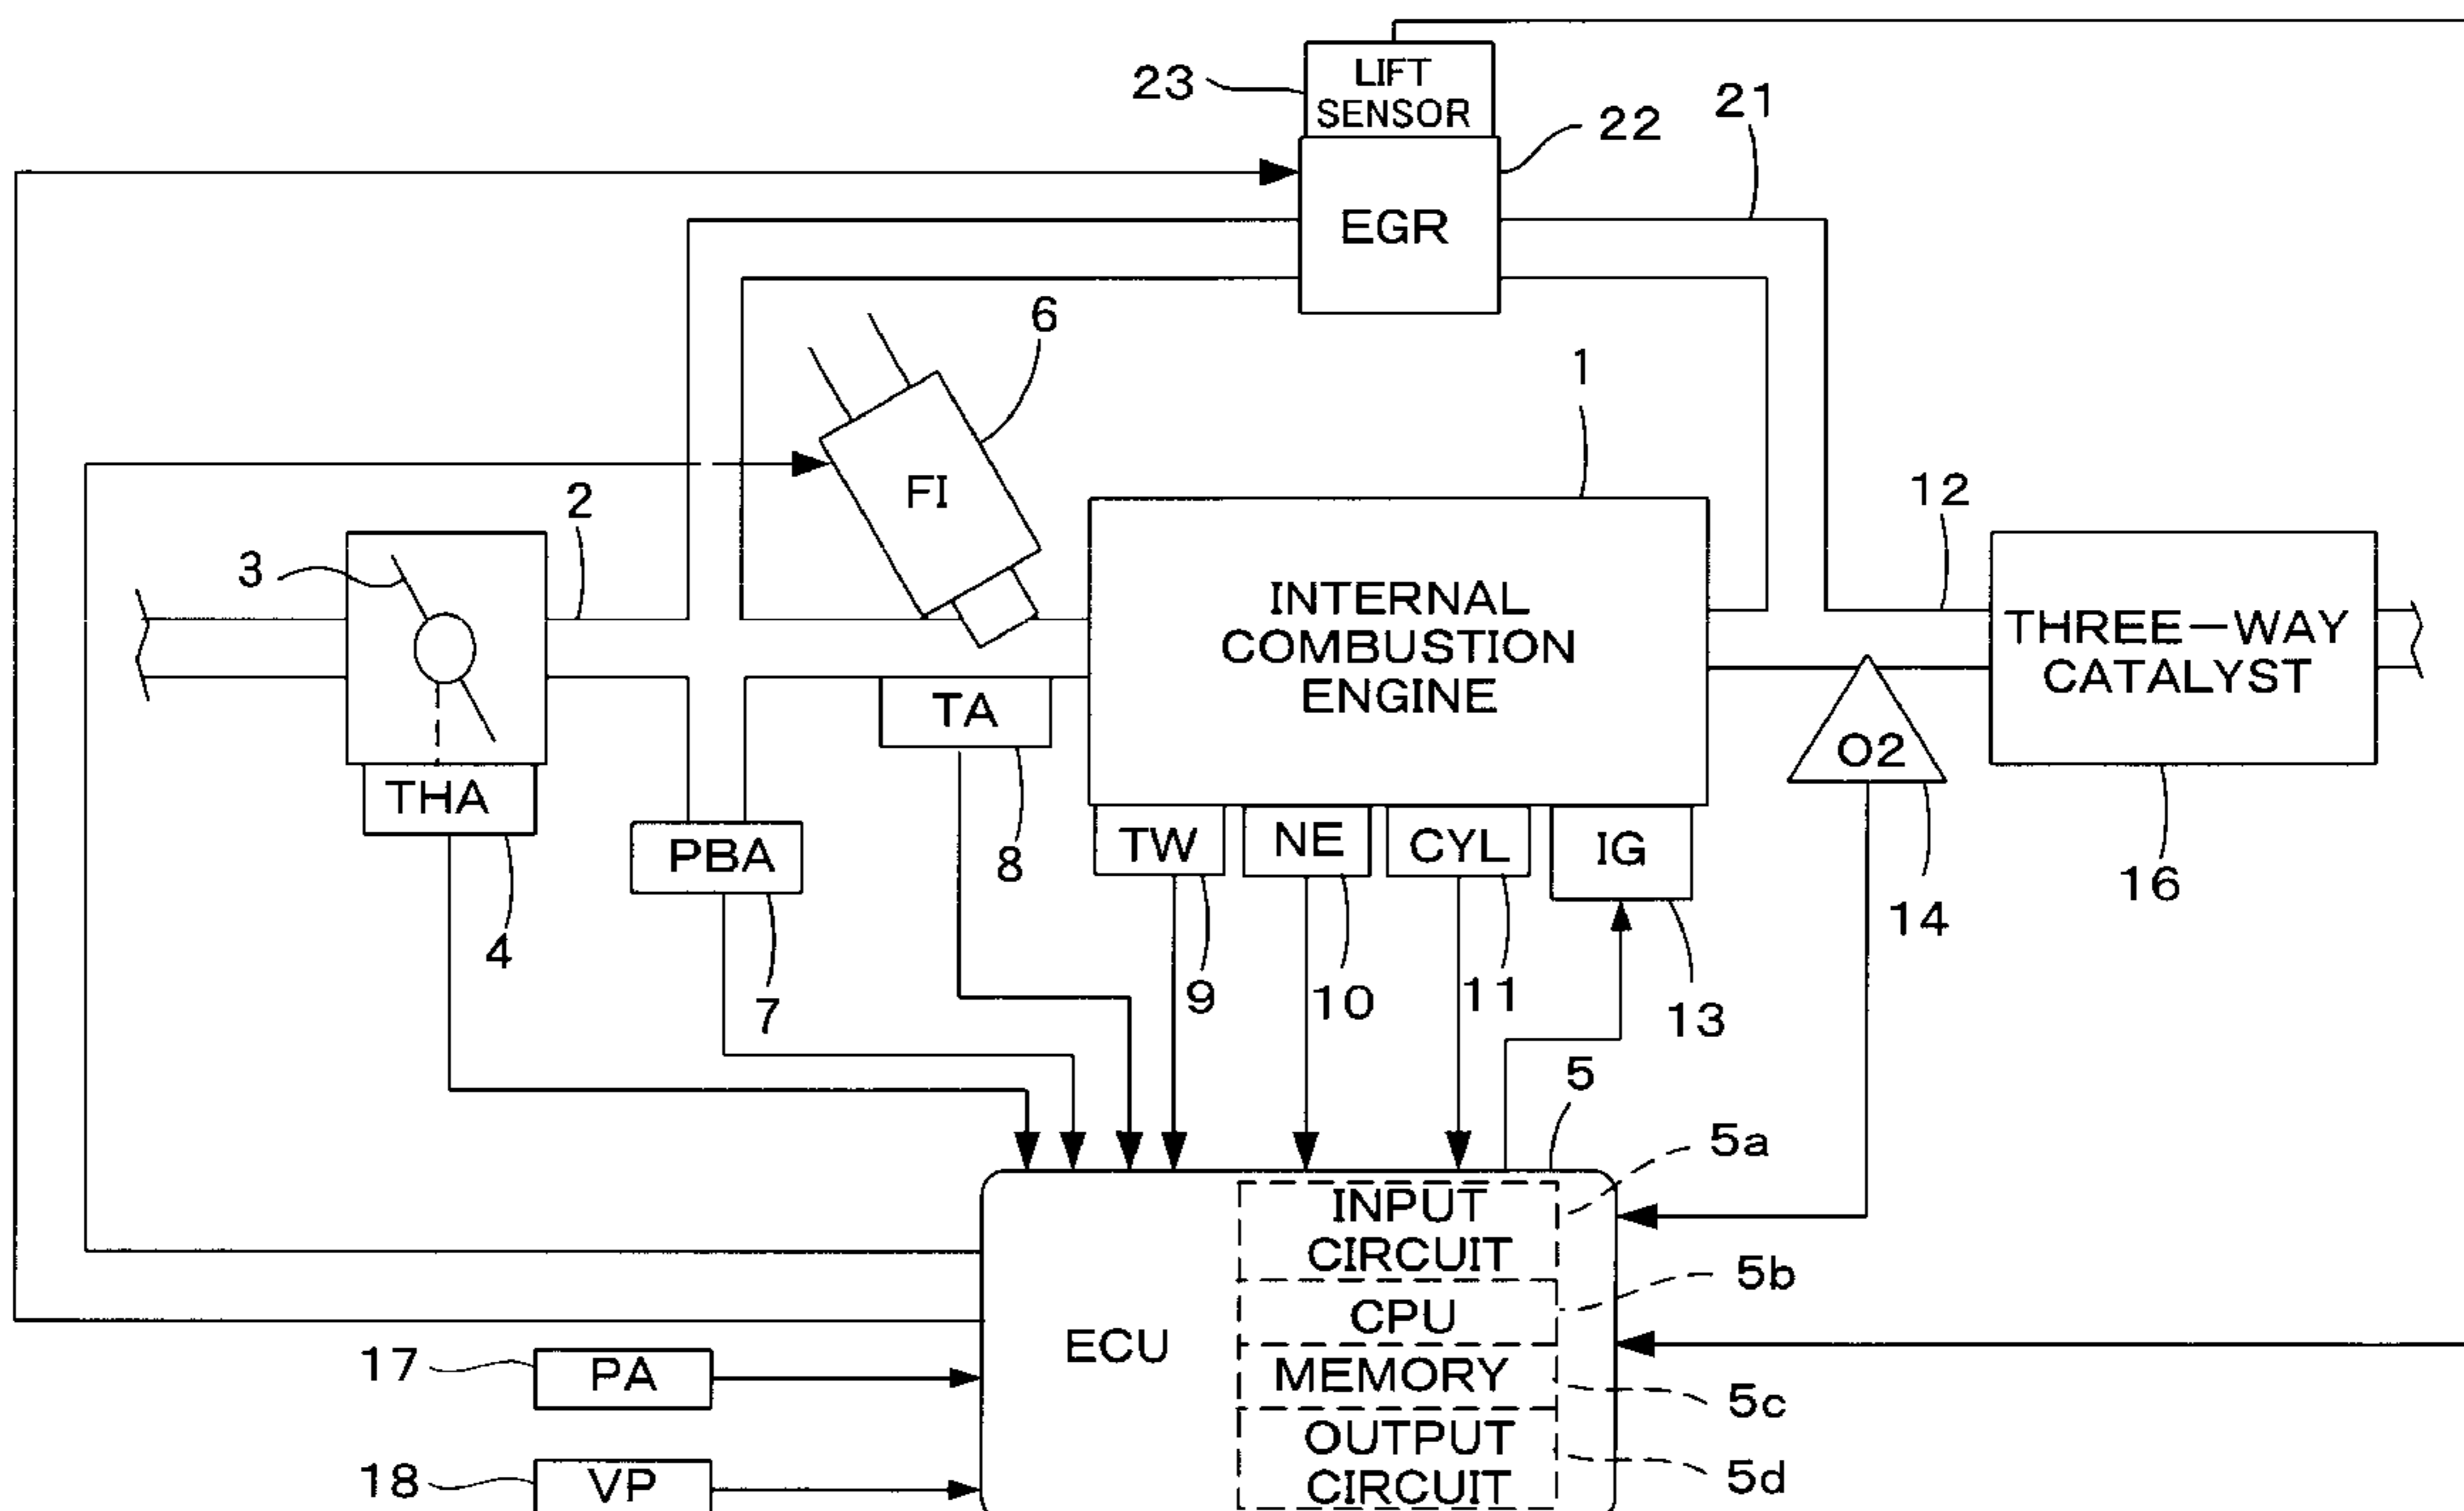 LIFT
SENSOR
23
22
21
EGR
6
1
FI
2
12
3
INTERNAL
COMBUSTION
ENGINE
THREE-WAY
CATALYST
TA
O2
THA
PBA
8
TW
NE
CYL
IG
16
14
4
7
9
10
11
13
5
5a
INPUT
CIRCUIT
5b
CPU
ECU
17
PA
MEMORY
5c
OUTPUT
CIRCUIT
5d
18
VP